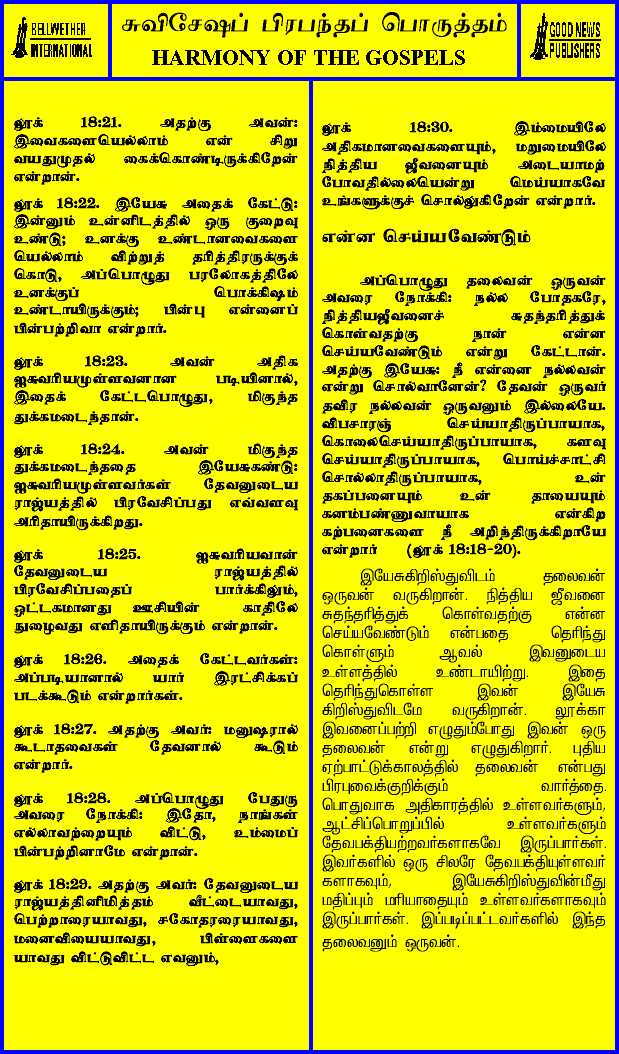 BELLWETHER
INTERNATIONAL
சுவிசேஷப் பிரபந்தப் பொருத்தம்
HARMONY OF THE GOSPELS
GOOD NEWS
PUBLISHERS
லூக் 18:21. அதற்கு அவன்:
இவைகளையெல்லாம் என் சிறு
வயதுமுதல் கைக்கொண்டிருக்கிறேன்
என்றான்.
லூக் 18:22. இயேசு அதைக் கேட்டு:
இன்னும் உன்னிடத்தில் ஒரு குறைவு
உண்டு; உனக்கு உண்டானவைகளை
யெல்லாம் விற்றுத் தரித்திரருக்குக்
கொடு, அப்பொழுது பரலோகத்திலே
உனக்குப் பொக்கிஷம்
உண்டாயிருக்கும்; பின்பு என்னைப்
பின்பற்றிவா என்றார்.
லூக் 18:23. அவன் அதிக
ஐசுவரியமுள்ளவனான படியினால்,
இதைக் கேட்டபொழுது, மிகுந்த
துக்கமடைந்தான்.
லூக் 18:24. அவன் மிகுந்த
துக்கமடைந்ததை இயேசுகண்டு:
ஐசுவரியமுள்ளவர்கள் தேவனுடைய
ராஜ்யத்தில் பிரவேசிப்பது எவ்வளவு
அரிதாயிருக்கிறது.
லூக் 18:25. ஐசுவரியவான்
தேவனுடைய ராஜ்யத்தில்
பிரவேசிப்பதைப் பார்க்கிலும்,
ஒட்டகமானது ஊசியின் காதிலே
நுழைவது எளிதாயிருக்கும் என்றான்.
லூக் 18:26. அதைக் கேட்டவர்கள்:
அப்படியானால் யார் இரட்சிக்கப்
படக்கூடும் என்றார்கள்.
லூக் 18:27. அதற்கு அவர்: மனுஷரால்
கூடாதவைகள் தேவனால் கூடும்
என்றார்.
லூக் 18:28. அப்பொழுது பேதுரு
அவரை நோக்கி: இதோ, நாங்கள்
எல்லாவற்றையும் விட்டு, உம்மைப்
பின்பற்றினாமே என்றான்.
லூக் 18:29. அதற்கு அவர்: தேவனுடைய
ராஜ்யத்தினிமித்தம் வீட்டையாவது,
பெற்றாரையாவது, சகோதரரையாவது,
மனைவியையாவது, பிள்ளைகளை
யாவது விட்டுவிட்ட எவனும்,
லூக் 18:30. இம்மையிலே
அதிகமானவைகளையும், மறுமையிலே
நித்திய ஜீவனையும் அடையாமற்
போவதில்லையென்று மெய்யாகவே
உங்களுக்குச் சொல்லுகிறேன் என்றார்.
என்ன செய்யவேண்டும்
அப்பொழுது தலைவன் ஒருவன்
அவரை நோக்கி: நல்ல போதகரே,
நித்தியஜீவனைச் சுதந்தரித்துக்
கொள்வதற்கு நான் என்ன
செய்யவேண்டும் என்று கேட்டான்.
அதற்கு இயேசு: நீ என்னை நல்லவன்
என்று சொல்வானேன்? தேவன் ஒருவர்
தவிர நல்லவன் ஒருவனும் இல்லையே.
விபசாரஞ் செய்யாதிருப்பாயாக,
கொலைசெய்யாதிருப்பாயாக, களவு
செய்யாதிருப்பாயாக, பொய்ச்சாட்சி
சொல்லாதிருப்பாயாக, உன்
தகப்பனையும் உன் தாயையும்
கனம்பண்ணுவாயாக என்கிற
கற்பனைகளை நீ அறிந்திருக்கிறாயே
என்றார் (லூக் 18:18-20).
இயேசுகிறிஸ்துவிடம் தலைவன்
ஒருவன் வருகிறான். நித்திய ஜீவனை
சுதந்தரித்துக் கொள்வதற்கு என்ன
செய்யவேண்டும் என்பதை தெரிந்து
கொள்ளும் ஆவல் இவனுடைய
உள்ளத்தில் உண்டாயிற்று. இதை
தெரிந்துகொள்ள இவன் இயேசு
கிறிஸ்துவிடமே வருகிறான். லூக்கா
இவனைப்பற்றி எழுதும்போது இவன் ஒரு
தலைவன் என்று எழுதுகிறார். புதிய
ஏற்பாட்டுக்காலத்தில் தலைவன் என்பது
பிரபுவைக்குறிக்கும் வார்த்தை.
பொதுவாக அதிகாரத்தில் உள்ளவர்களும்,
ஆட்சிப்பொறுப்பில் உள்ளவர்களும்
தேவபக்தியற்றவர்களாகவே இருப்பார்கள்.
இவர்களில் ஒரு சிலரே தேவபக்தியுள்ளவர்
களாகவும், இயேசுகிறிஸ்துவின்மீது
மதிப்பும் மரியாதையும் உள்ளவர்களாகவும்
இருப்பார்கள். இப்படிப்பட்டவர்களில் இந்த
தலைவனும் ஒருவன்.